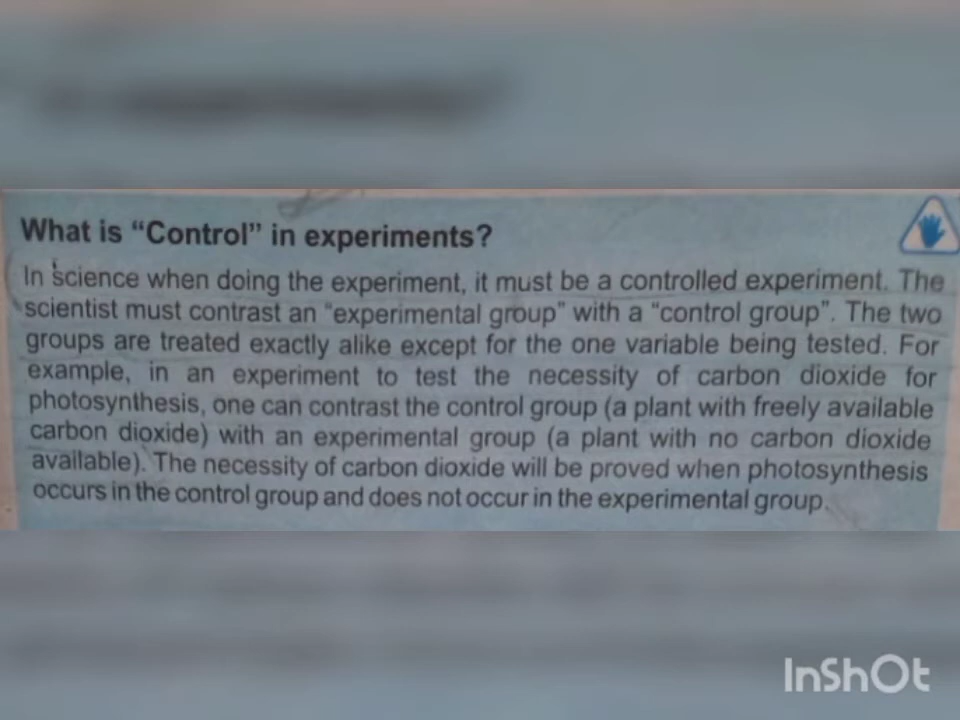 What is “Control” in experiments?
In science when doing the experiment, it must be a controlled experiment. The
scientist must contrast an “experimental group” with a “control group”. The two
groups are treated exactly alike except for the one variable being tested. For
example, in an experiment to test the necessity of carbon dioxide for
photosynthesis, one can contrast the control group (a plant with freely available
carbon dioxide) with an experimental group (a plant with no carbon dioxide
available). The necessity of carbon dioxide will be proved when photosynthesis
occurs in the control group and does not occur in the experimental group.
InShOt